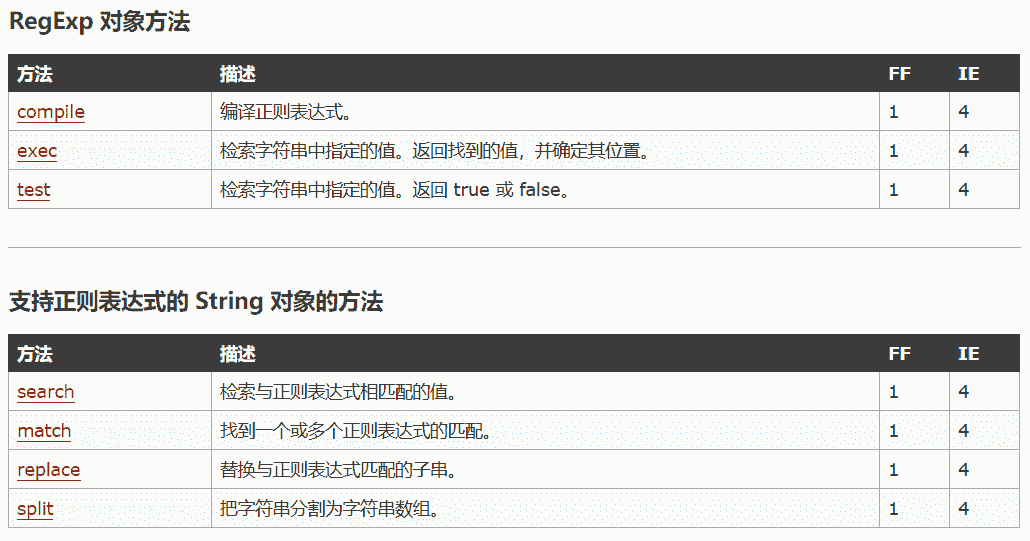 RegExp 对象方法
方法 描述 FF IE
compile 编译正则表达式。 1 4
exec 检索字符串中指定的值。返回找到的值，并确定其位置。 1 4
test 检索字符串中指定的值。返回 true 或 false。 1 4
支持正则表达式的 String 对象的方法
方法 描述 FF IE
search 检索与正则表达式相匹配的值。 1 4
match 找到一个或多个正则表达式的匹配。 1 4
replace 替换与正则表达式匹配的子串。 1 4
split 把字符串分割为字符串数组。 1 4